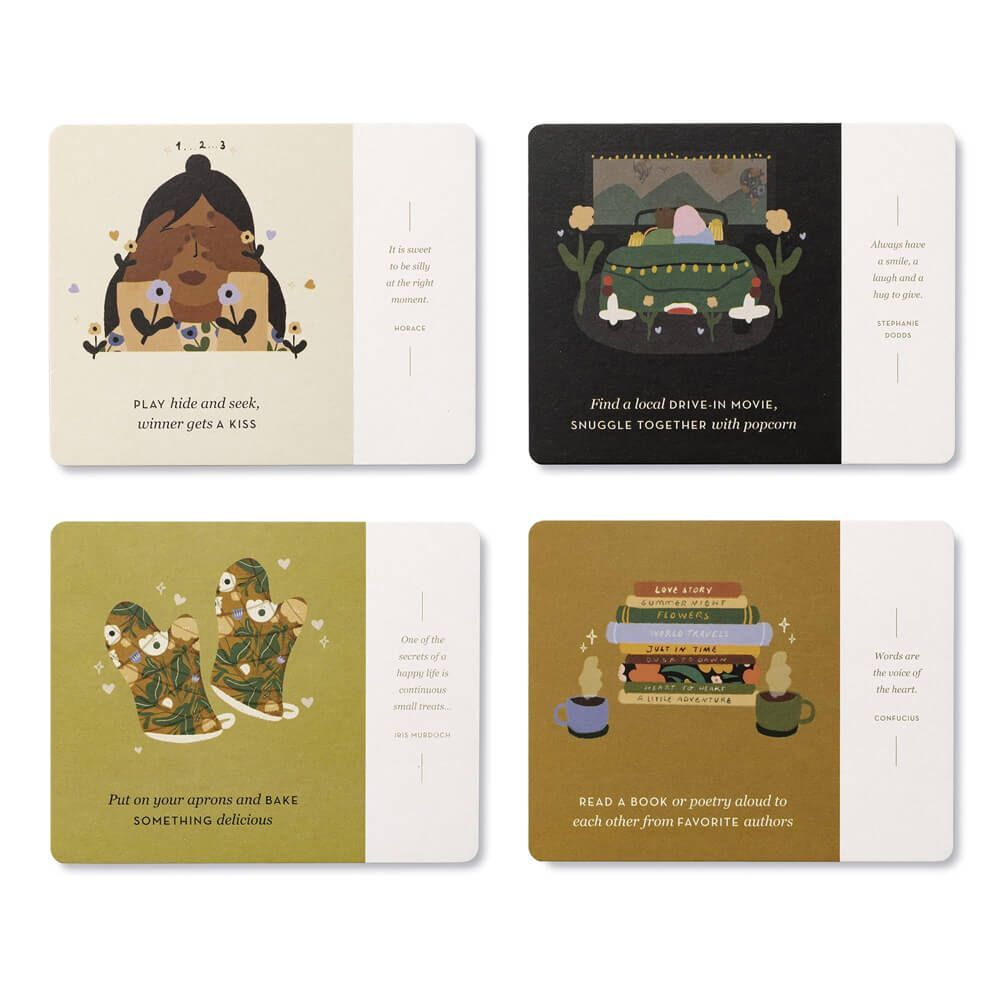 1...2...3
PLAY hide and seek,
winner gets A KISS
It is sweet
to be silly
at the right
moment.
HORACE
Find a local DRIVE-IN MOVIE,
SNUGGLE TOGETHER with popcorn
Always have
a smile, a
laugh and a
hug to give.
STEPHANIE
DODDS
Put on your aprons and BAKE
SOMETHING delicious
One of the
secrets of a
happy life is
continuous
small treats...
IRIS MURDOCH
LOVE STORY
SUMMER NIGHT
FLOWERS
WORLD TRAVELS
JUST IN TIME
DUSK TO DAWN
HEART TO HEART
A LITTLE ADVENTURE
READ A BOOK or poetry aloud to
each other from FAVORITE authors
Words are
the voice of
the heart.
CONFUCIUS